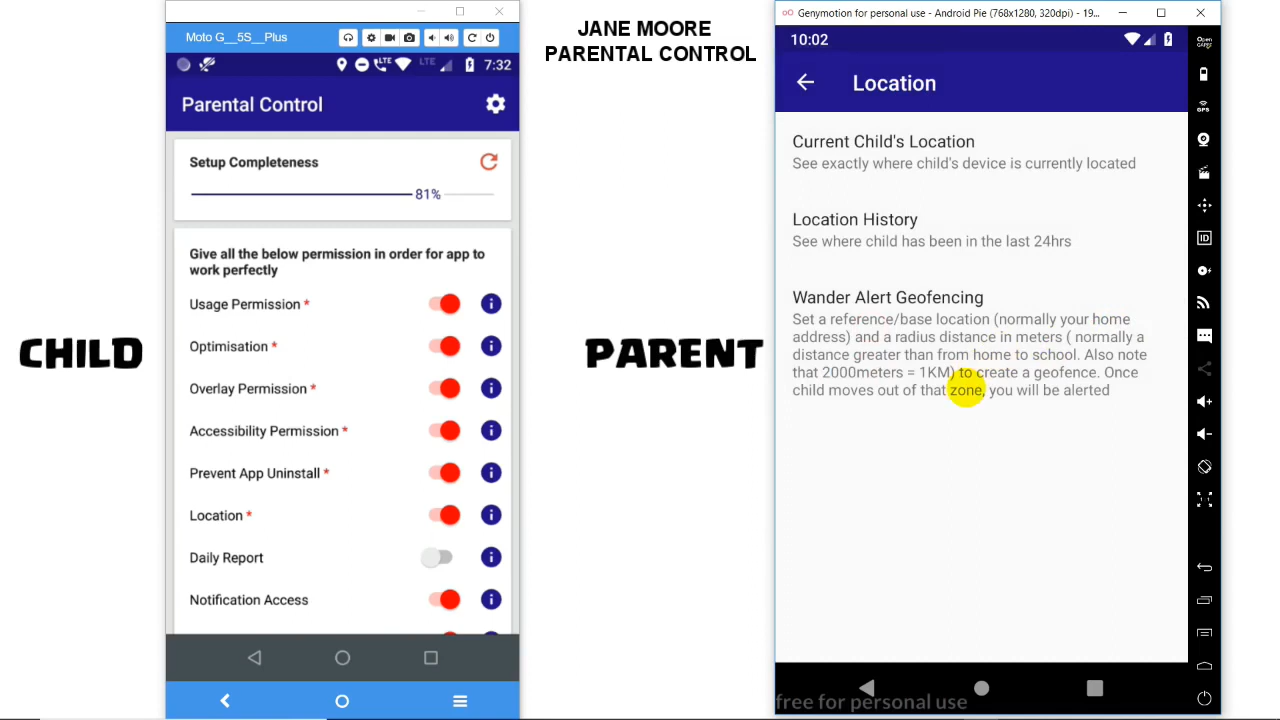 JANE MOORE
PARENTAL CONTROL
CHILD
Moto G__5S__Plus
LTE
LTE
7:32
Parental Control
Setup Completeness
81%
Give all the below permission in order for app to
work perfectly
Usage Permission *
Optimisation *
Overlay Permission *
Accessibility Permission *
Prevent App Uninstall *
Location *
Daily Report
Notification Access
PARENT
Genymotion for personal use - Android Pie (768x1280, 320dpi) - 19...
10:02
Location
Current Child's Location
See exactly where child's device is currently located
Location History
See where child has been in the last 24hrs
Wander Alert Geofencing
Set a reference/base location (normally your home
address) and a radius distance in meters ( normally a
distance greater than from home to school. Also note
that 2000meters = 1KM) to create a geofence. Once
child moves out of that zone, you will be alerted
free for personal use
GPS
ID